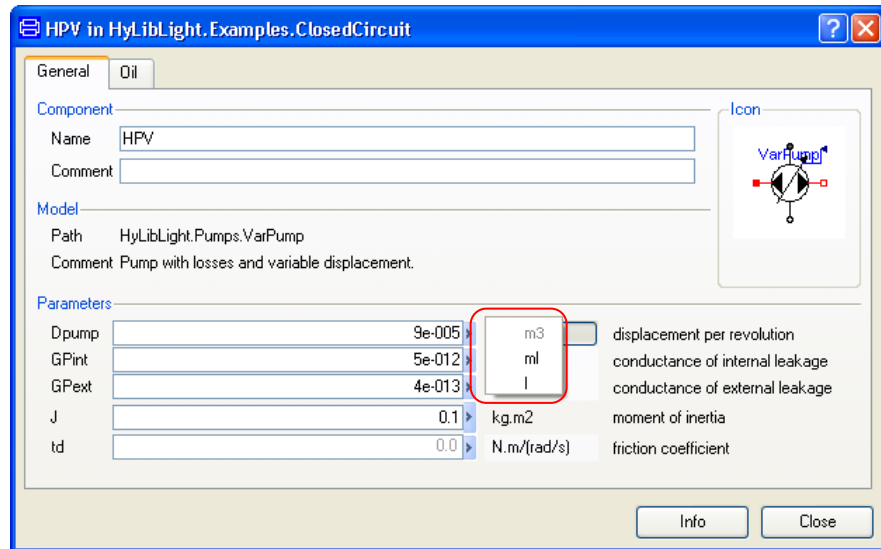 HPV in HyLibLight.Examples.ClosedCircuit
General Oil
Component
Name HPV
Comment
Icon
VarPump
Model
Path HyLibLight.Pumps.VarPump
Comment Pump with losses and variable displacement.
Parameters
Dpump 9e-005 m3 displacement per revolution
GPint 5e-012 ml conductance of internal leakage
GPext 4e-013 l conductance of external leakage
J 0.1 kg.m2 moment of inertia
td 0.0 N.m/(rad/s) friction coefficient
Info Close